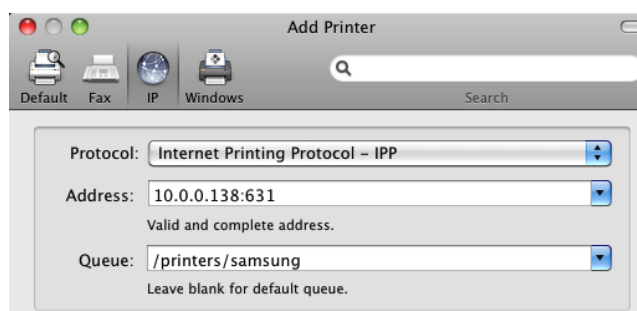 Add Printer
Default Fax IP Windows Search
Protocol: Internet Printing Protocol – IPP
Address: 10.0.0.138:631
Valid and complete address.
Queue: /printers/samsung
Leave blank for default queue.